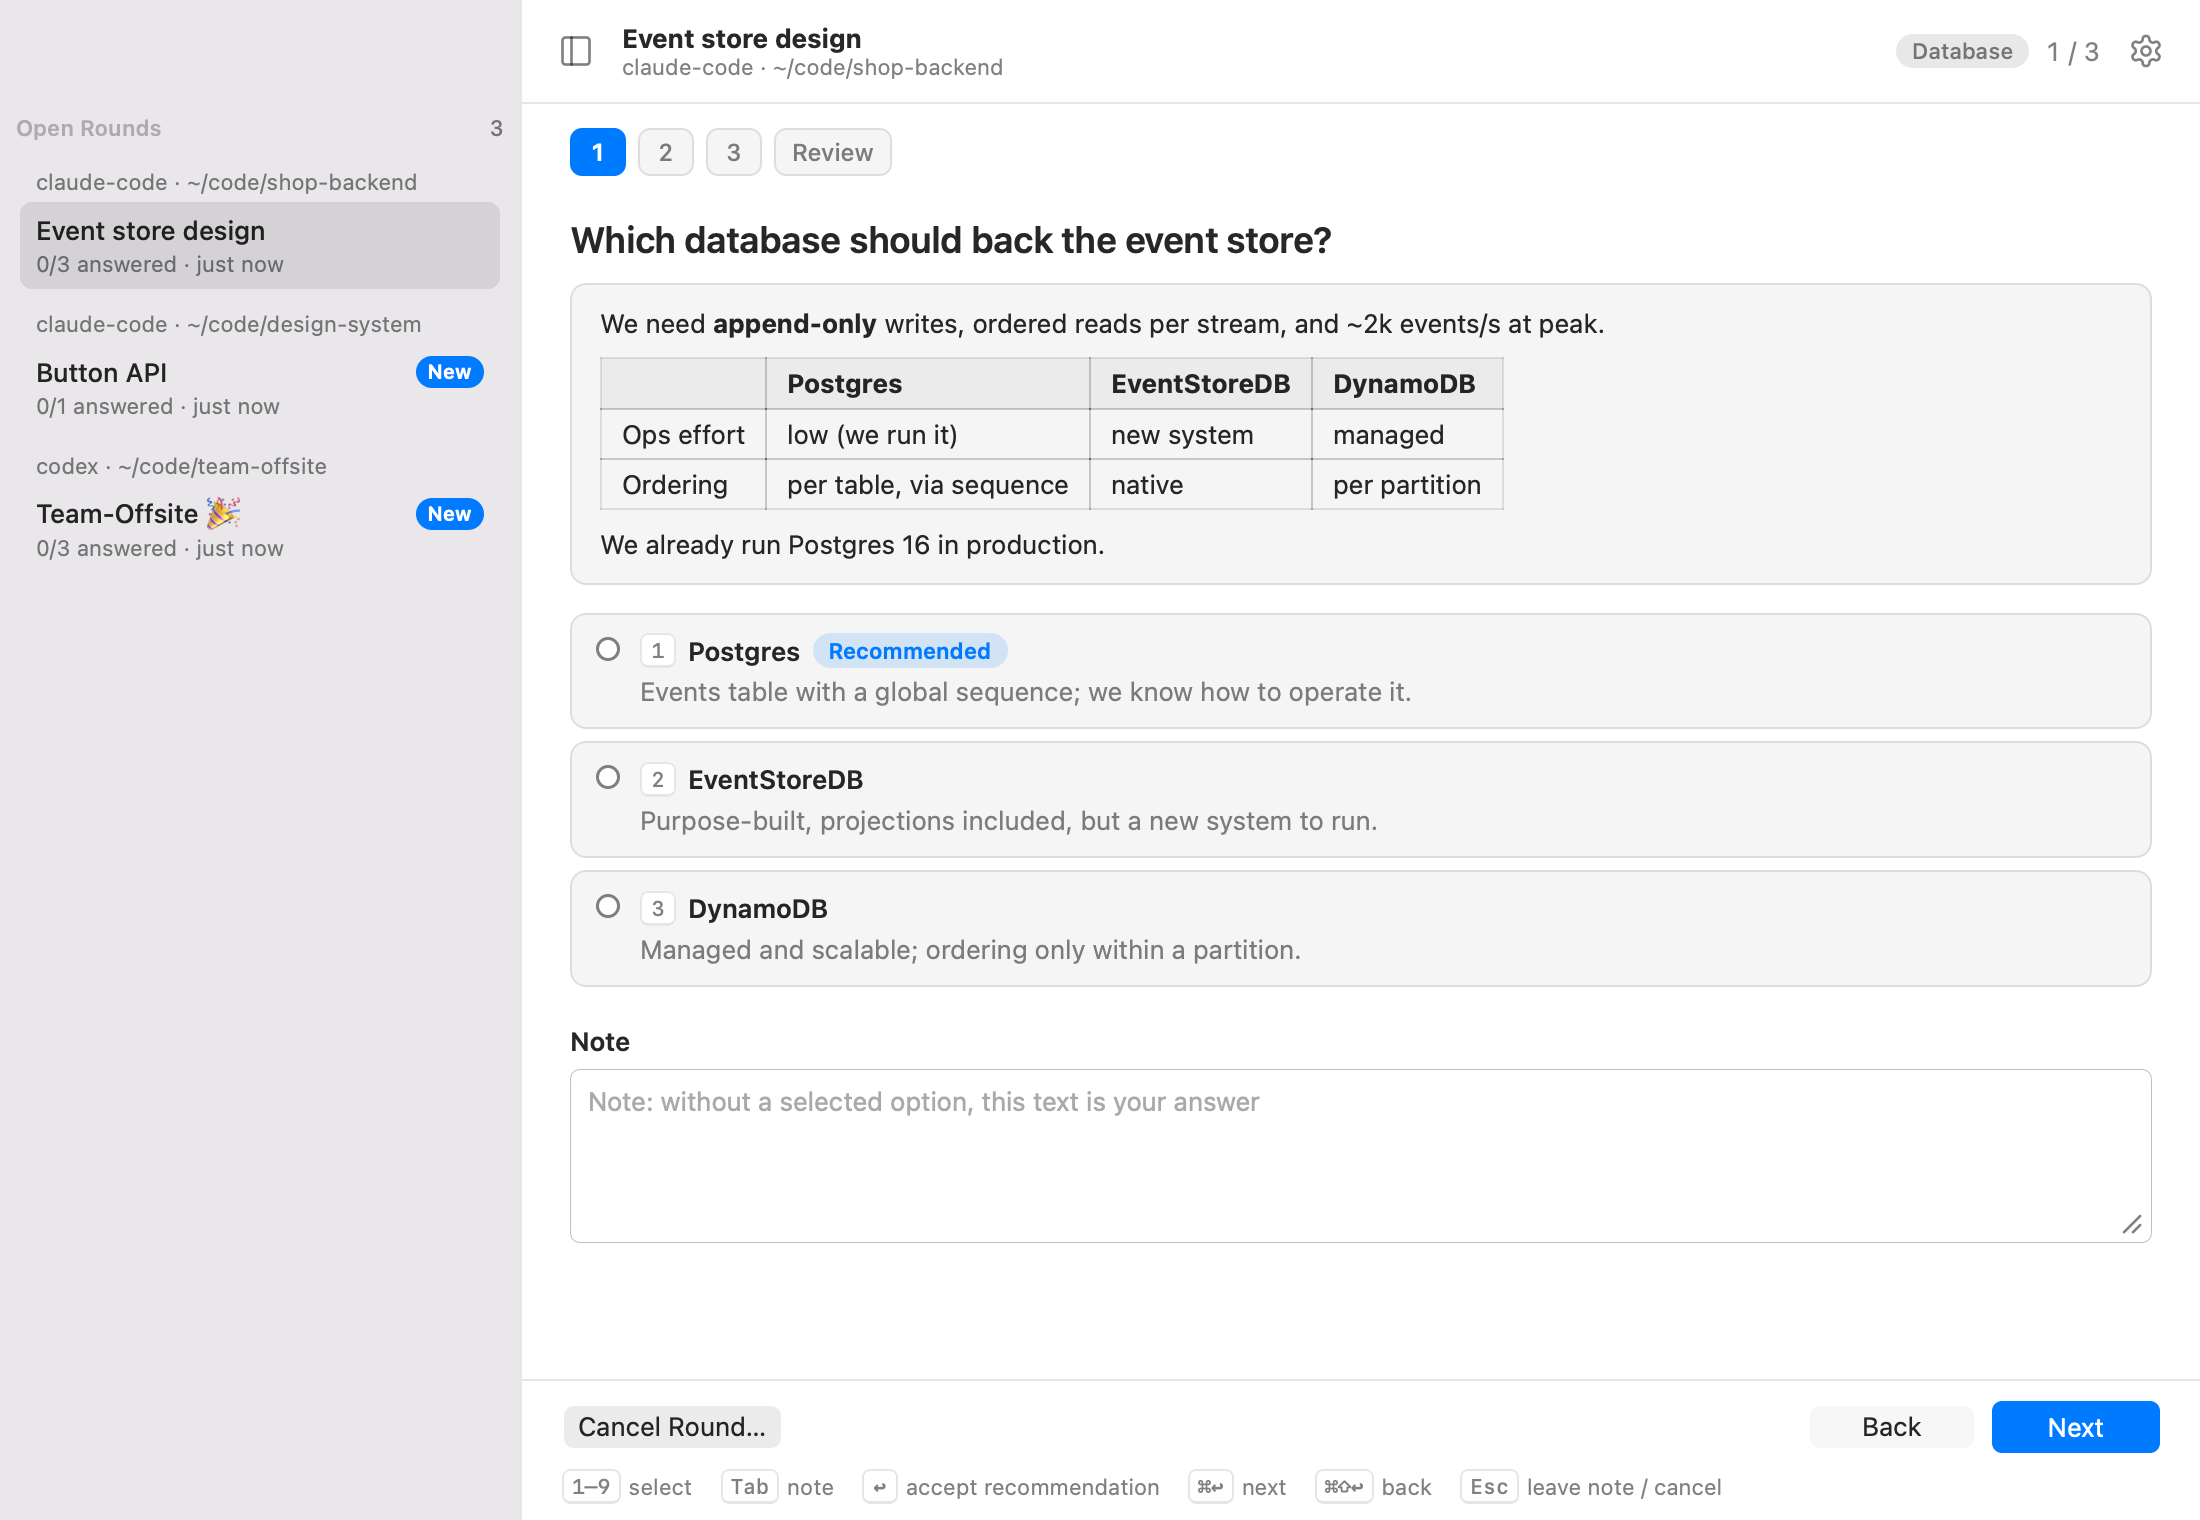 Event store design
claude-code · ~/code/shop-backend
Database 1 / 3
Open Rounds 3
claude-code · ~/code/shop-backend
Event store design
0/3 answered · just now
claude-code · ~/code/design-system
Button API New
0/1 answered · just now
codex · ~/code/team-offsite
Team-Offsite 🎉 New
0/3 answered · just now
1 2 3 Review
Which database should back the event store?
We need append-only writes, ordered reads per stream, and ~2k events/s at peak.
Postgres EventStoreDB DynamoDB
Ops effort low (we run it) new system managed
Ordering per table, via sequence native per partition
We already run Postgres 16 in production.
1 Postgres Recommended
Events table with a global sequence; we know how to operate it.
2 EventStoreDB
Purpose-built, projections included, but a new system to run.
3 DynamoDB
Managed and scalable; ordering only within a partition.
Note
Note: without a selected option, this text is your answer
Cancel Round… Back Next
1–9 select Tab note ↩ accept recommendation ⌘↩ next ⌘⇧↩ back Esc leave note / cancel